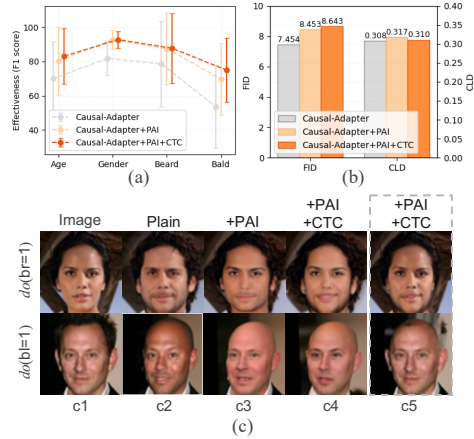 (a)
Effectiveness (F1 score)
100
80
60
40
Causal-Adapter
Causal-Adapter+PAI
Causal-Adapter+PAI+CTC
Age
Gender
Beard
Bald
(a)
FID
CLD
10
8
6
4
2
0
0.40
0.35
0.30
0.25
0.20
0.15
0.10
0.05
0.00
7.454
8.453
8.643
0.308
0.317
0.310
FID
CLD
Causal-Adapter
Causal-Adapter+PAI
Causal-Adapter+PAI+CTC
FID
CLD
(b)
Image
Plain
+PAI
+PAI
+CTC
+PAI
+CTC
do(br=1)
do(bl=1)
c1
c2
c3
c4
c5
(c)